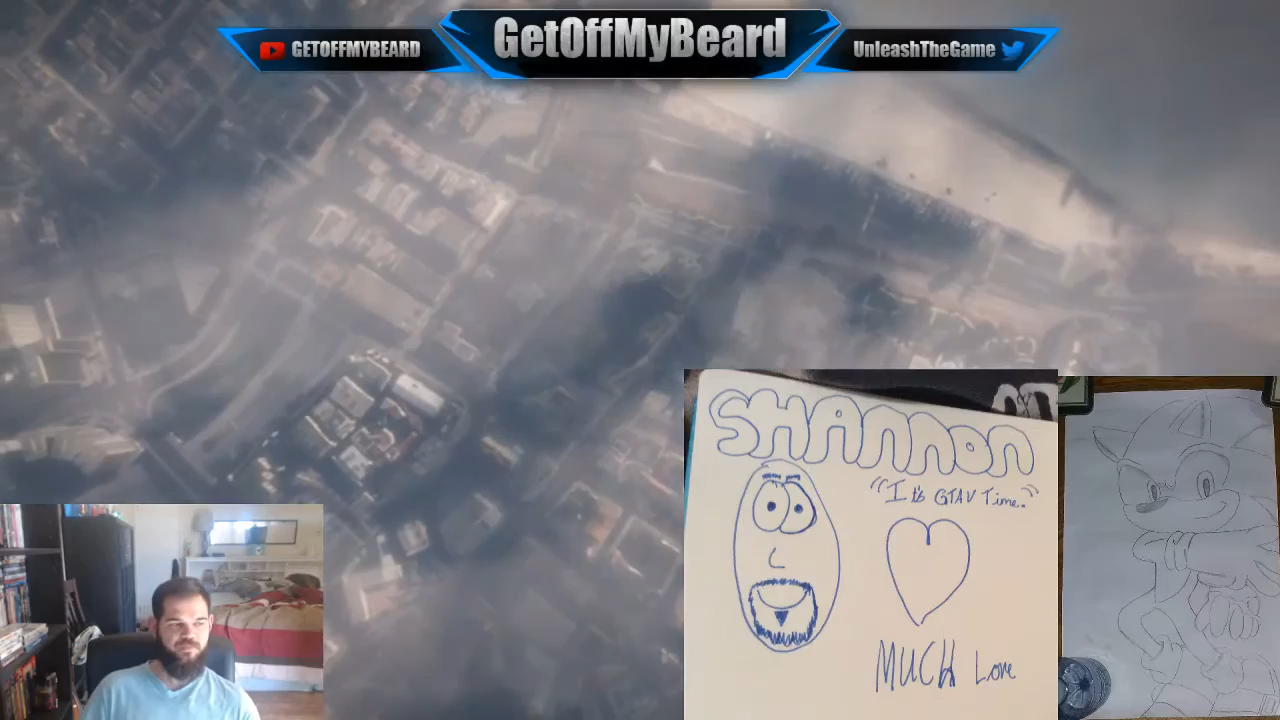 GetOffMyBeard
GETOFFMYBEARD
UnleashTheGame
SHANNON
"It's GTAV Time."
MUCH Love